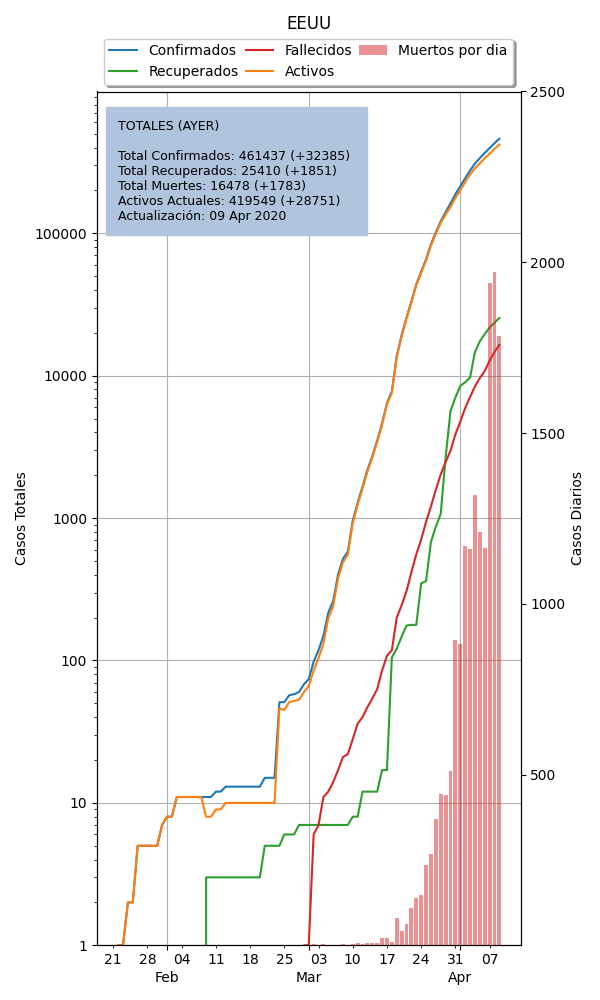 EEUU
Confirmados
Recuperados
Fallecidos
Activos
Muertos por dia
TOTALES (AYER)
Total Confirmados: 461437 (+32385)
Total Recuperados: 25410 (+1851)
Total Muertes: 16478 (+1783)
Activos Actuales: 419549 (+28751)
Actualización: 09 Apr 2020
Casos Totales
100000
10000
1000
100
10
1
2500
2000
1500
1000
500
Casos Diarios
21 28 04 11 18 25 03 10 17 24 31 07
Feb Mar Apr